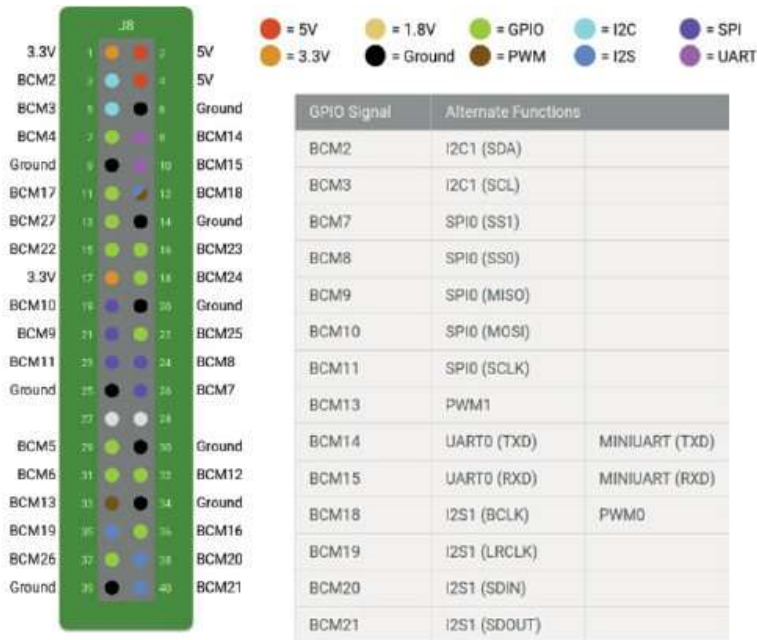 J8
3.3V 1 2 5V
BCM2 3 4 5V
BCM3 5 6 Ground
BCM4 7 8 BCM14
Ground 9 10 BCM15
BCM17 11 12 BCM18
BCM27 13 14 Ground
BCM22 15 16 BCM23
3.3V 17 18 BCM24
BCM10 19 20 Ground
BCM9 21 22 BCM25
BCM11 23 24 BCM8
Ground 25 26 BCM7
27 28
BCM5 29 30 Ground
BCM6 31 32 BCM12
BCM13 33 34 Ground
BCM19 35 36 BCM16
BCM26 37 38 BCM20
Ground 39 40 BCM21
= 5V = 1.8V = GPIO = I2C = SPI
= 3.3V = Ground = PWM = I2S = UART
GPIO Signal Alternate Functions
BCM2 I2C1 (SDA)
BCM3 I2C1 (SCL)
BCM7 SPI0 (SS1)
BCM8 SPI0 (SS0)
BCM9 SPI0 (MISO)
BCM10 SPI0 (MOSI)
BCM11 SPI0 (SCLK)
BCM13 PWM1
BCM14 UART0 (TXD) MINIUART (TXD)
BCM15 UART0 (RXD) MINIUART (RXD)
BCM18 I2S1 (BCLK) PWM0
BCM19 I2S1 (LRCLK)
BCM20 I2S1 (SDIN)
BCM21 I2S1 (SDOUT)